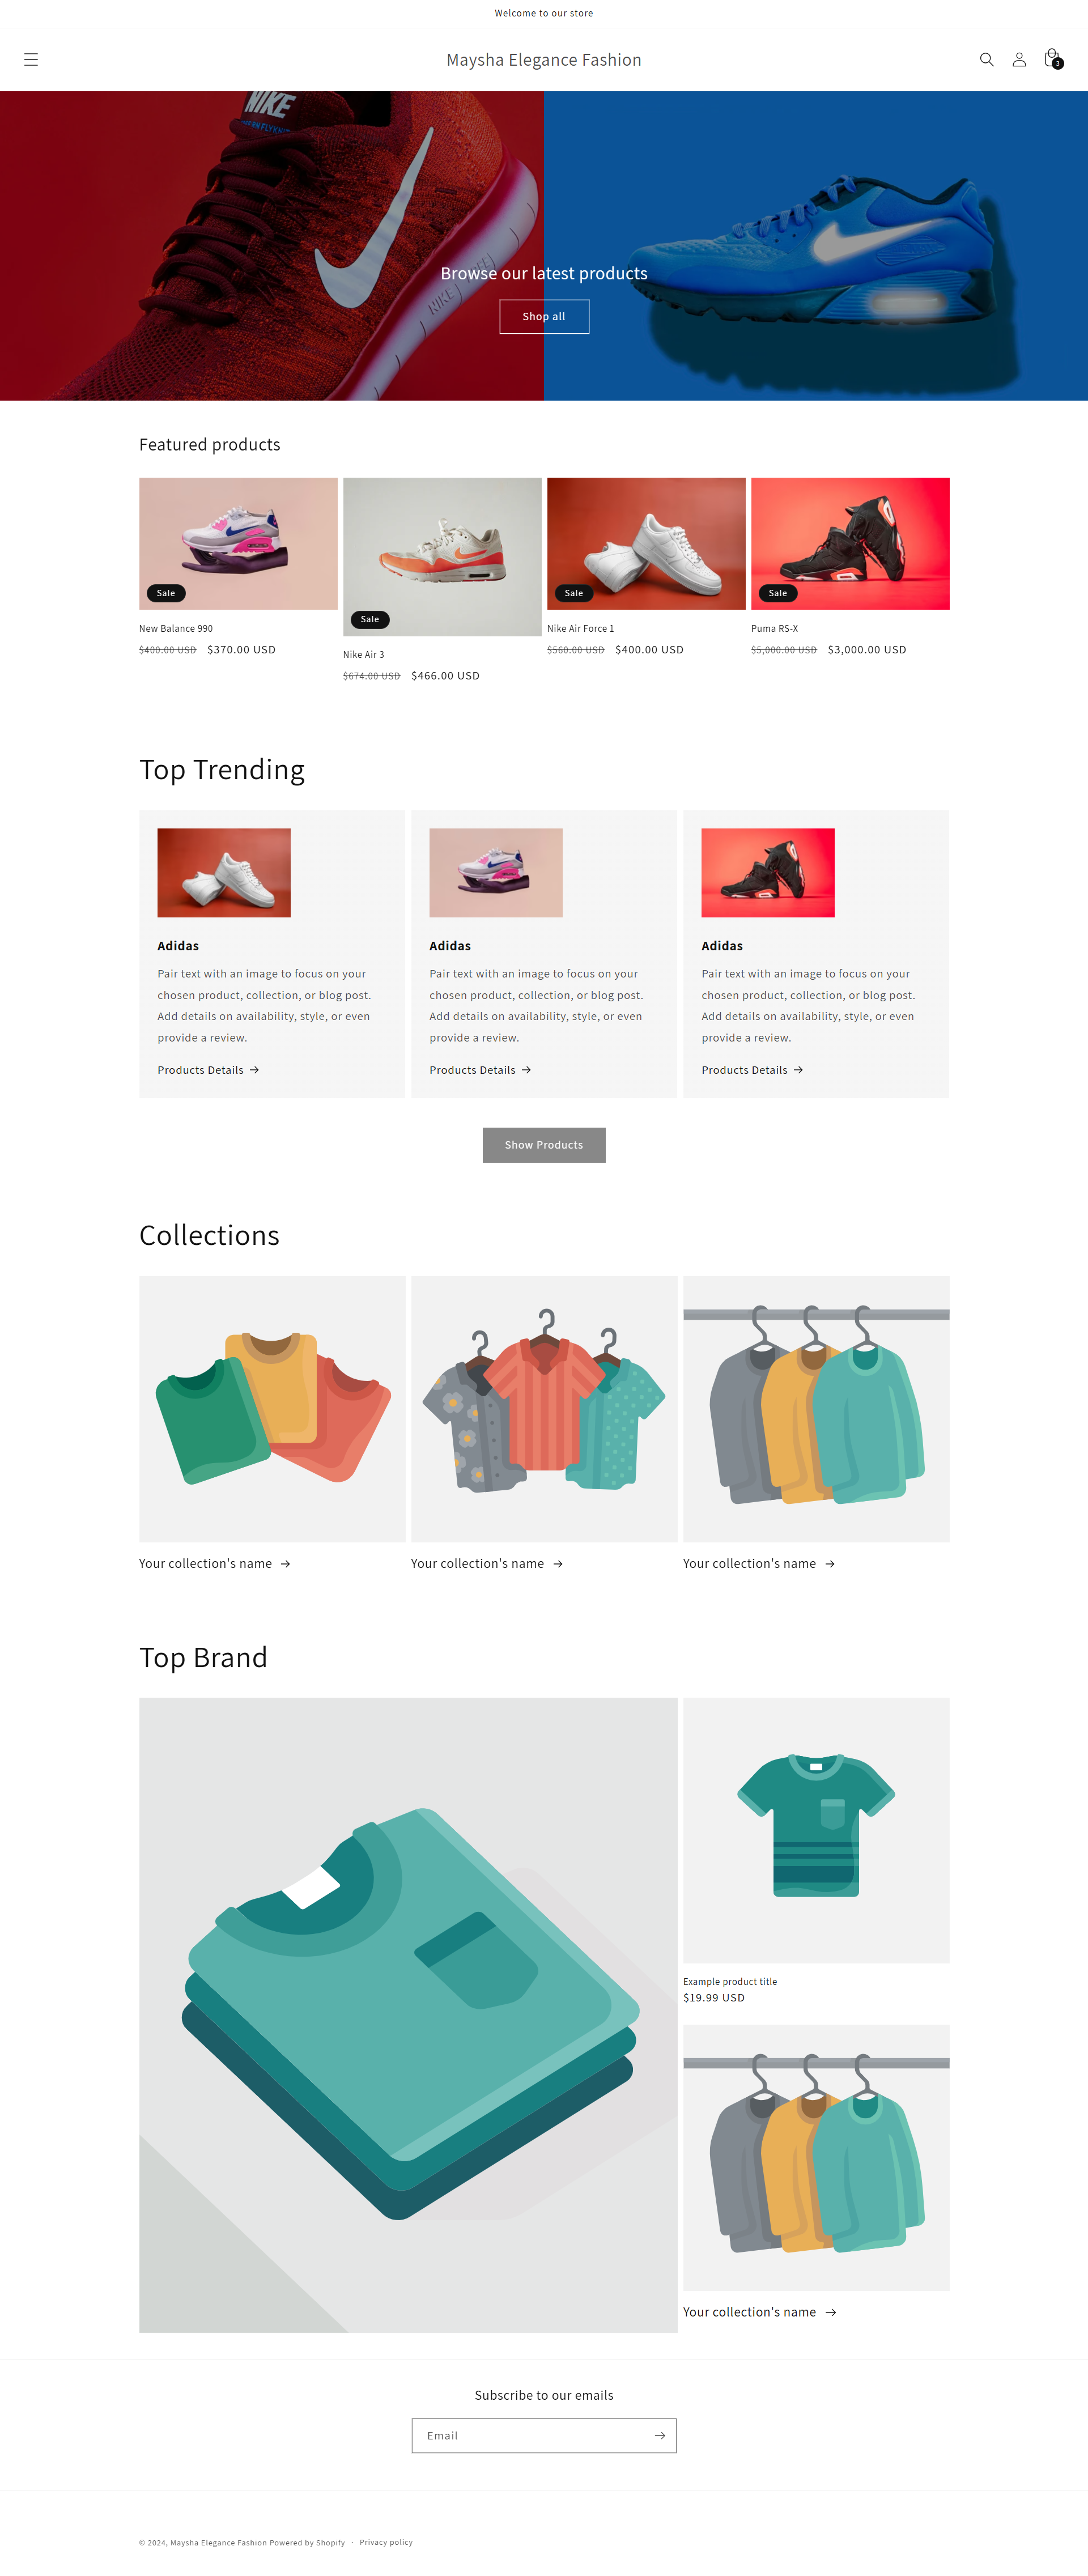 Welcome to our store
Maysha Elegance Fashion
3
NIKE
Browse our latest products
Shop all
Featured products
Sale
New Balance 990
$400.00 USD $370.00 USD
Sale
Nike Air 3
$674.00 USD $466.00 USD
Sale
Nike Air Force 1
$560.00 USD $400.00 USD
Sale
Puma RS-X
$5,000.00 USD $3,000.00 USD
Top Trending
Adidas
Pair text with an image to focus on your
chosen product, collection, or blog post.
Add details on availability, style, or even
provide a review.
Products Details →
Adidas
Pair text with an image to focus on your
chosen product, collection, or blog post.
Add details on availability, style, or even
provide a review.
Products Details →
Adidas
Pair text with an image to focus on your
chosen product, collection, or blog post.
Add details on availability, style, or even
provide a review.
Products Details →
Show Products
Collections
Your collection's name →
Your collection's name →
Your collection's name →
Top Brand
Example product title
$19.99 USD
Your collection's name →
Subscribe to our emails
Email →
© 2024, Maysha Elegance Fashion Powered by Shopify · Privacy policy